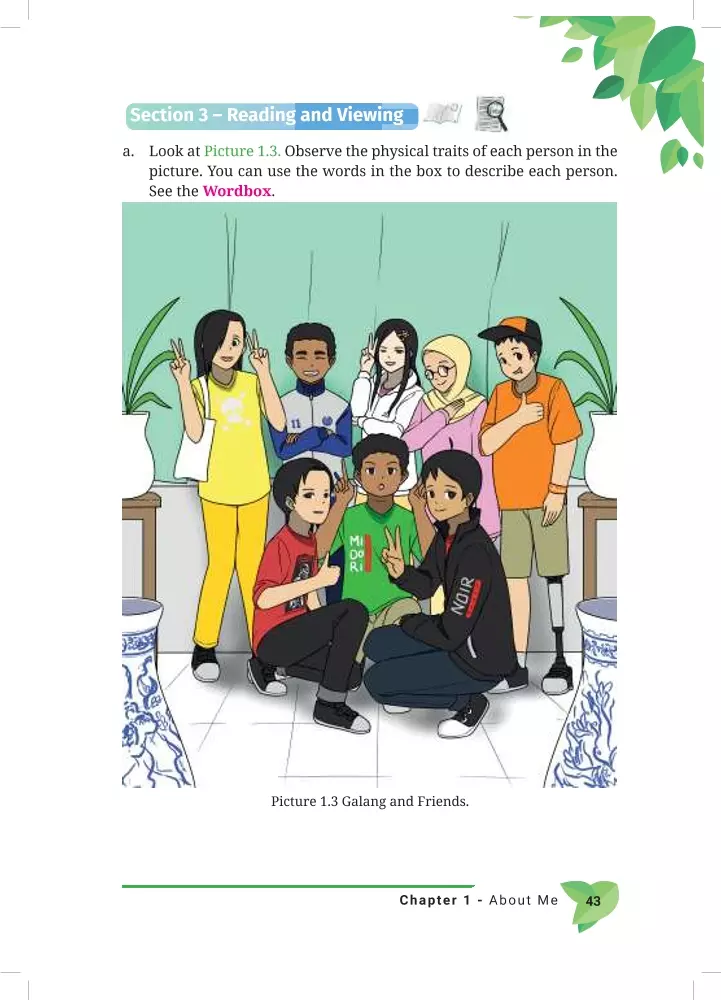 Section 3 – Reading and Viewing
a. Look at Picture 1.3. Observe the physical traits of each person in the
picture. You can use the words in the box to describe each person.
See the Wordbox.
11
MI
DO
RI
NOIR
Picture 1.3 Galang and Friends.
Chapter 1 - About Me 43